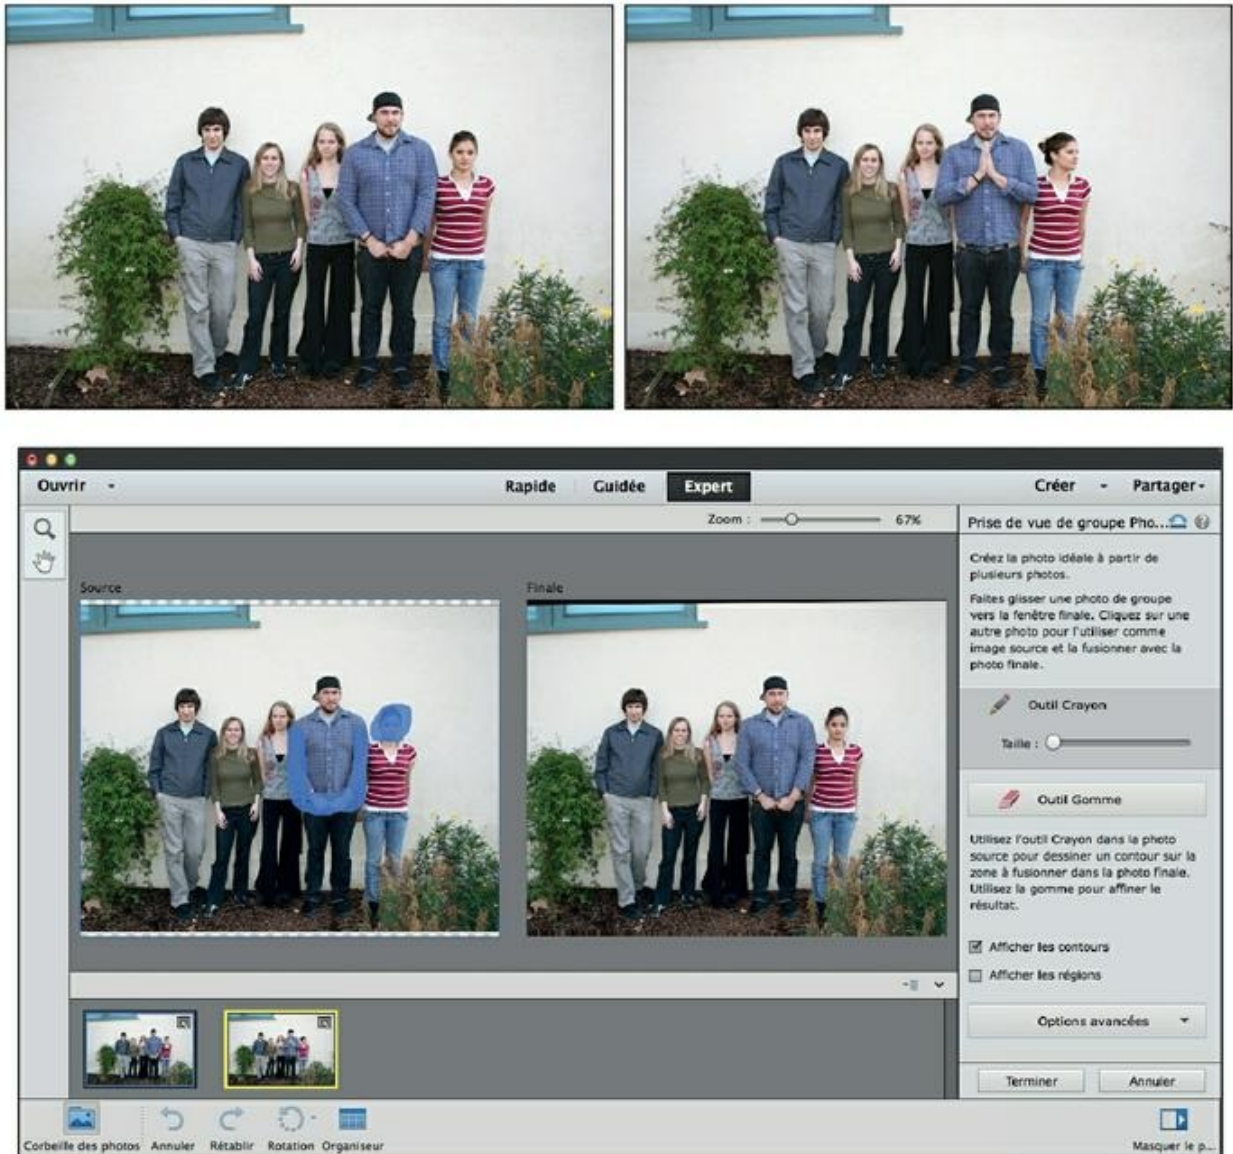 Ouvrir
Rapide
Guidée
Expert
Créer
Partager
Zoom :
67%
Prise de vue de groupe Pho...
Source
Finale
Créez la photo idéale à partir de
plusieurs photos.
Faites glisser une photo de groupe
vers la fenêtre finale. Cliquez sur une
autre photo pour l'utiliser comme
image source et la fusionner avec la
photo finale.
Outil Crayon
Taille :
Outil Gomme
Utilisez l'outil Crayon dans la photo
source pour dessiner un contour sur la
zone à fusionner dans la photo finale.
Utilisez la gomme pour affiner le
résultat.
Afficher les contours
Afficher les régions
Options avancées
Terminer
Annuler
Corbeille des photos
Annuler
Rétablir
Rotation
Organiseur
Masquer le p...